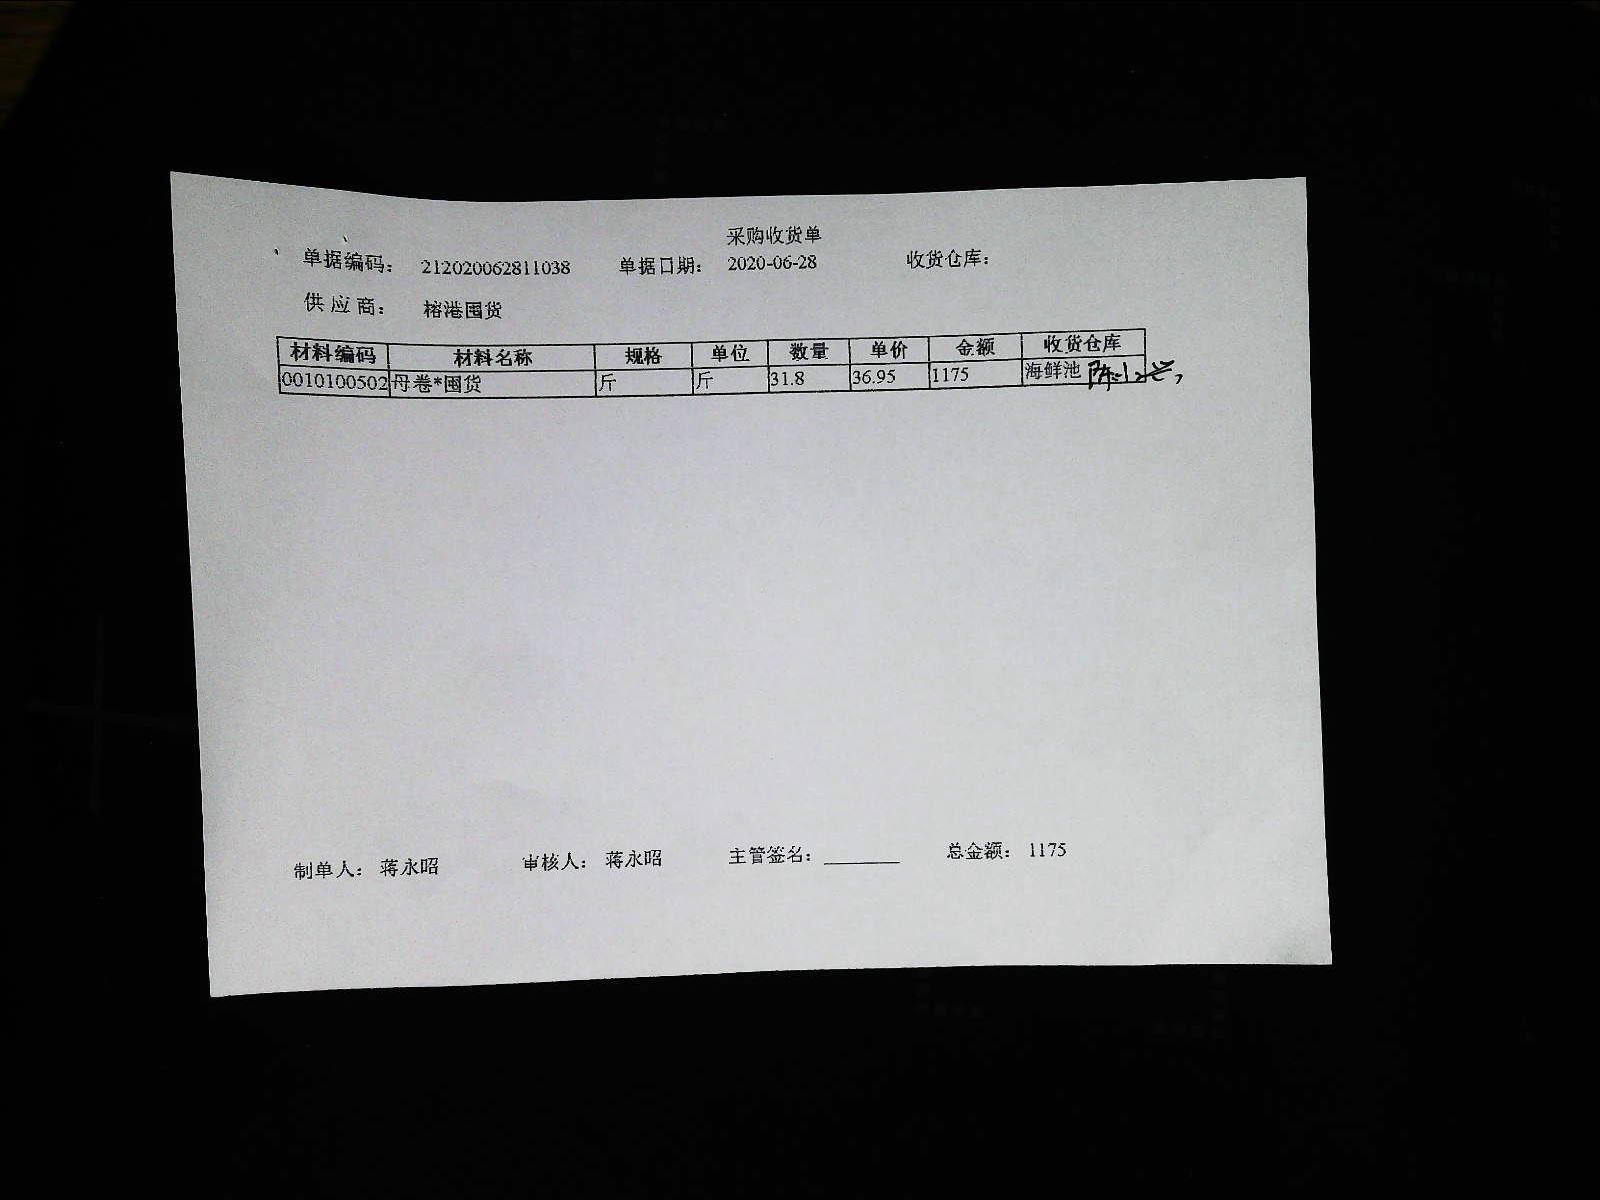 采购收货单
单据编码： 212020062811038 单据日期： 2020-06-28 收货仓库：
供应商： 榕港囤货
材料编码 材料名称 规格 单位 数量 单价 金额 收货仓库
0010100502 母卷*囤货 斤 斤 31.8 36.95 1175 海鲜池
制单人： 蒋永昭 审核人： 蒋永昭 主管签名： 总金额： 1175